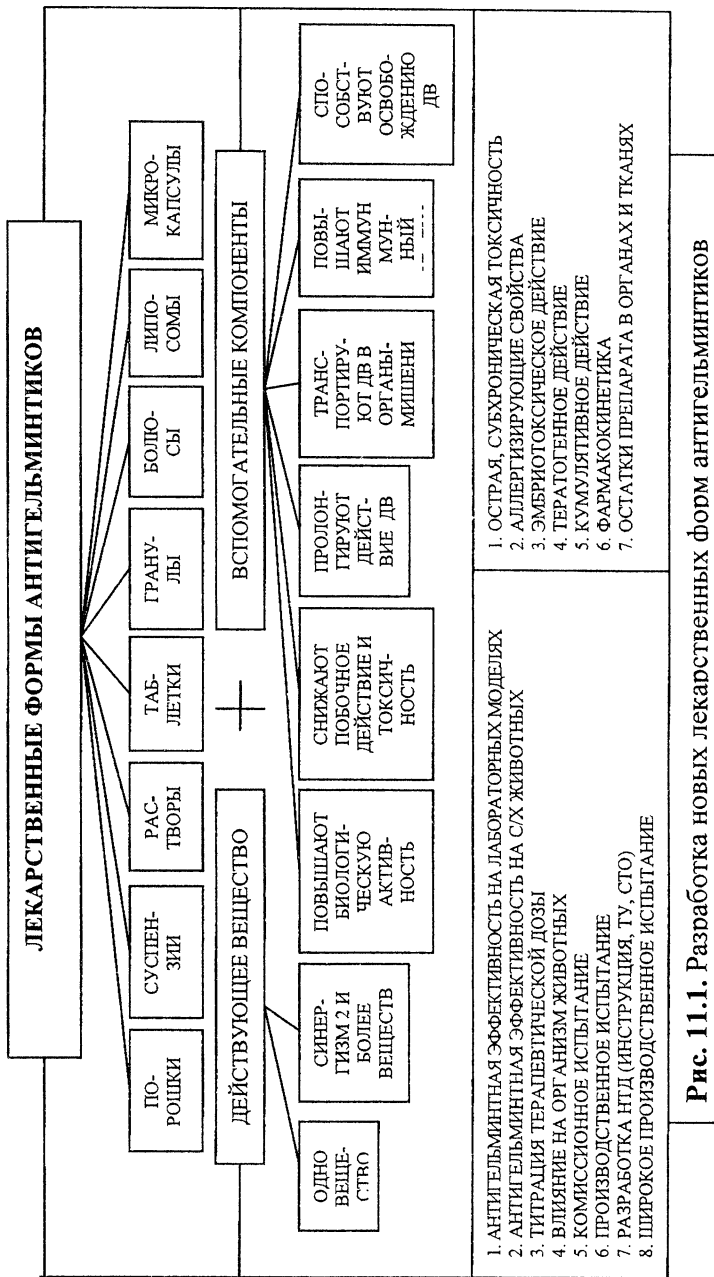 ЛЕКАРСТВЕННЫЕ ФОРМЫ АНТИГЕЛЬМИНТИКОВ
ПО-
РОШКИ
СУСПЕН-
ЗИИ
РАС-
ТВОРЫ
ТАБ-
ЛЕТКИ
ГРАНУ-
ЛЫ
БОЛЮ-
СЫ
ЛИПО-
СОМЫ
МИКРО-
КАПСУЛЫ
ДЕЙСТВУЮЩЕЕ ВЕЩЕСТВО
+
ВСПОМОГАТЕЛЬНЫЕ КОМПОНЕНТЫ
ОДНО
ВЕЩЕ-
СТВО
СИНЕР-
ГИЗМ 2 И
БОЛЕЕ
ВЕЩЕСТВ
ПОВЫШАЮТ
БИОЛОГИ-
ЧЕСКУЮ
АКТИВ-
НОСТЬ
СНИЖАЮТ
ПОБОЧНОЕ
ДЕЙСТВИЕ И
ТОКСИЧ-
НОСТЬ
ПРОЛОН-
ГИРУЮТ
ДЕЙСТ-
ВИЕ ДВ
ТРАНС-
ПОРТИРУ-
ЮТ ДВ В
ОРГАНЫ-
МИШЕНИ
ПОВЫ-
ШАЮТ
ИММУН
МУН-
НЫЙ
СПО-
СОБСТ-
ВУЮТ
ОСВОБО-
ЖДЕНИЮ
ДВ
1. АНТИГЕЛЬМИНТНАЯ ЭФФЕКТИВНОСТЬ НА ЛАБОРАТОРНЫХ МОДЕЛЯХ
2. АНТИГЕЛЬМИНТНАЯ ЭФФЕКТИВНОСТЬ НА С/Х ЖИВОТНЫХ
3. ТИТРАЦИЯ ТЕРАПЕВТИЧЕСКОЙ ДОЗЫ
4. ВЛИЯНИЕ НА ОРГАНИЗМ ЖИВОТНЫХ
5. КОМИССИОННОЕ ИСПЫТАНИЕ
6. ПРОИЗВОДСТВЕННОЕ ИСПЫТАНИЕ
7. РАЗРАБОТКА НТД (ИНСТРУКЦИЯ, ТУ, СТО)
8. ШИРОКОЕ ПРОИЗВОДСТВЕННОЕ ИСПЫТАНИЕ
1. ОСТРАЯ, СУБХРОНИЧЕСКАЯ ТОКСИЧНОСТЬ
2. АЛЛЕРГИЗИРУЮЩИЕ СВОЙСТВА
3. ЭМБРИОТОКСИЧЕСКОЕ ДЕЙСТВИЕ
4. ТЕРАТОГЕННОЕ ДЕЙСТВИЕ
5. КУМУЛЯТИВНОЕ ДЕЙСТВИЕ
6. ФАРМАКОКИНЕТИКА
7. ОСТАТКИ ПРЕПАРАТА В ОРГАНАХ И ТКАНЯХ
Рис. 11.1. Разработка новых лекарственных форм антигельминтиков